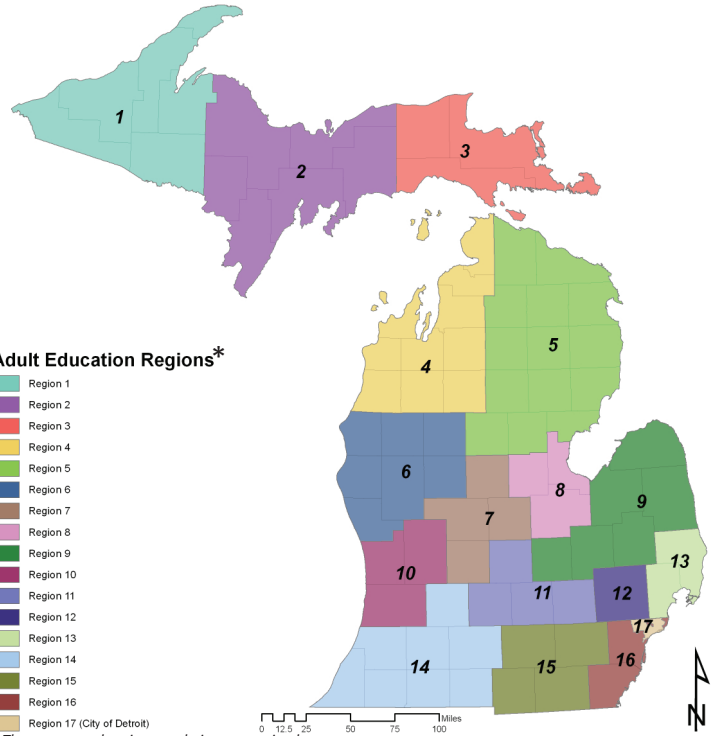 1
2
3
4
5
6
7
8
9
10
11
12
13
14
15
16
17
Adult Education Regions*
Region 1
Region 2
Region 3
Region 4
Region 5
Region 6
Region 7
Region 8
Region 9
Region 10
Region 11
Region 12
Region 13
Region 14
Region 15
Region 16
Region 17 (City of Detroit)
0 12.5 25 50 75 100 Miles
N